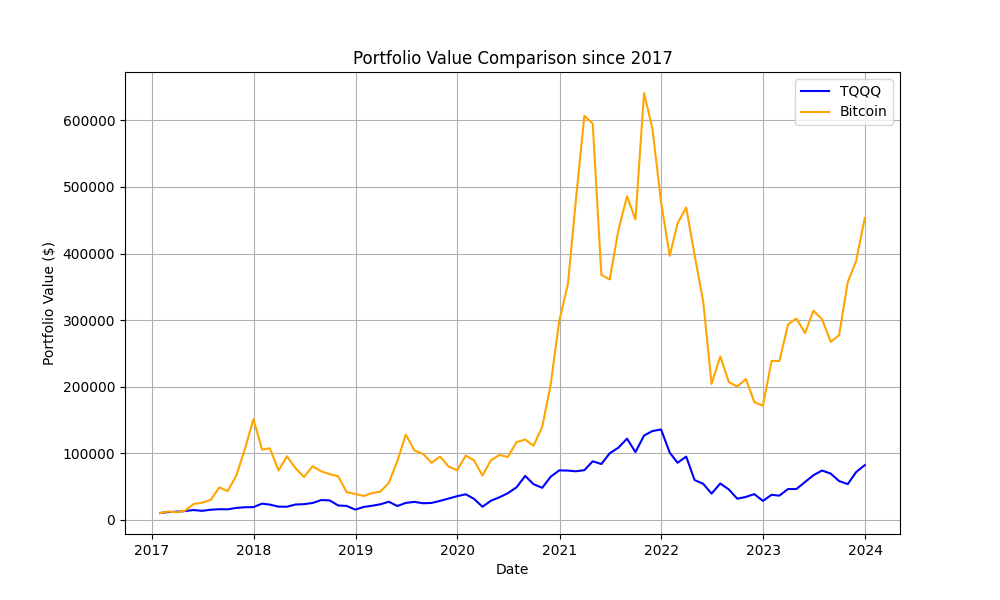 Portfolio Value Comparison since 2017
TQQQ
Bitcoin
Portfolio Value ($)
600000
500000
400000
300000
200000
100000
0
2017 2018 2019 2020 2021 2022 2023 2024
Date